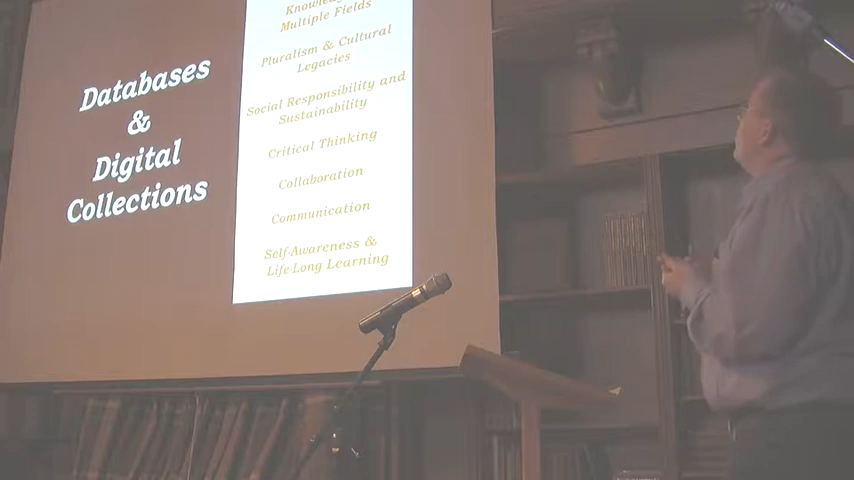 Databases
&
Digital
Collections
Multiple Fields
Pluralism & Cultural
Legacies
Social Responsibility and
Sustainability
Critical Thinking
Collaboration
Communication
Self-Awareness &
Life-Long Learning